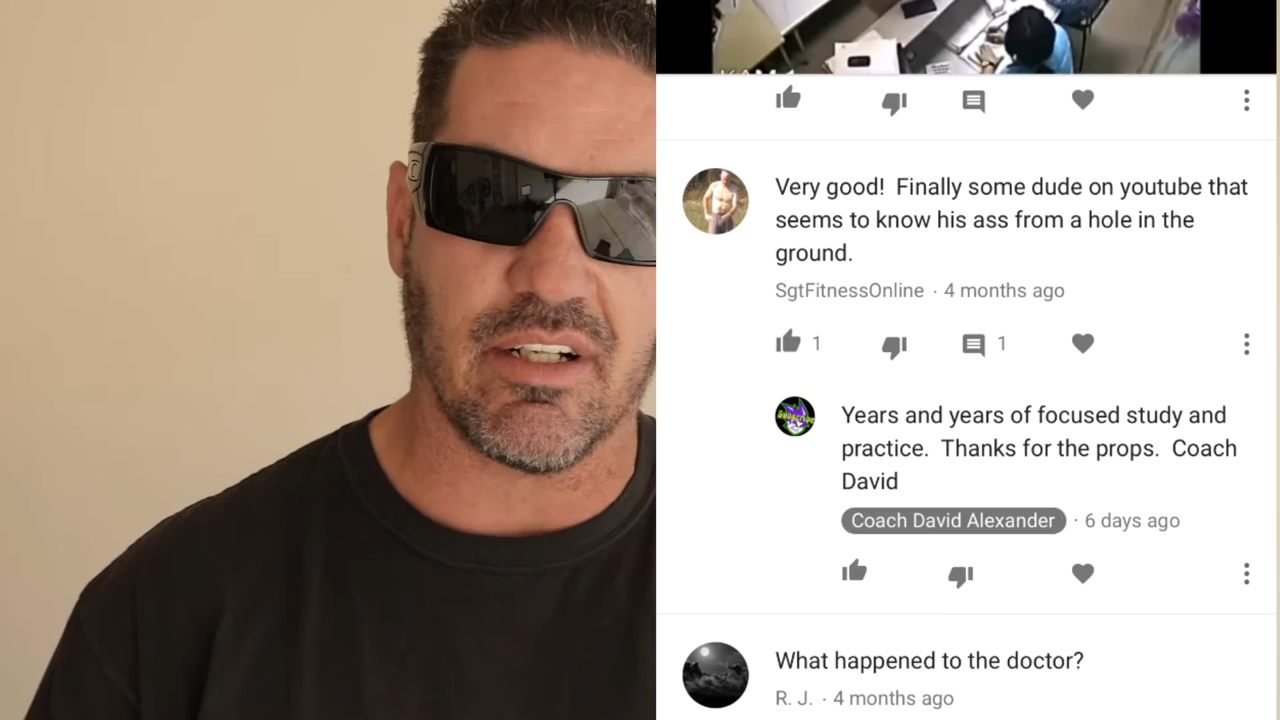 1
Very good! Finally some dude on youtube that
seems to know his ass from a hole in the
ground.
SgtFitnessOnline · 4 months ago
1 1
Years and years of focused study and
practice. Thanks for the props. Coach
David
Coach David Alexander · 6 days ago
What happened to the doctor?
R. J. · 4 months ago